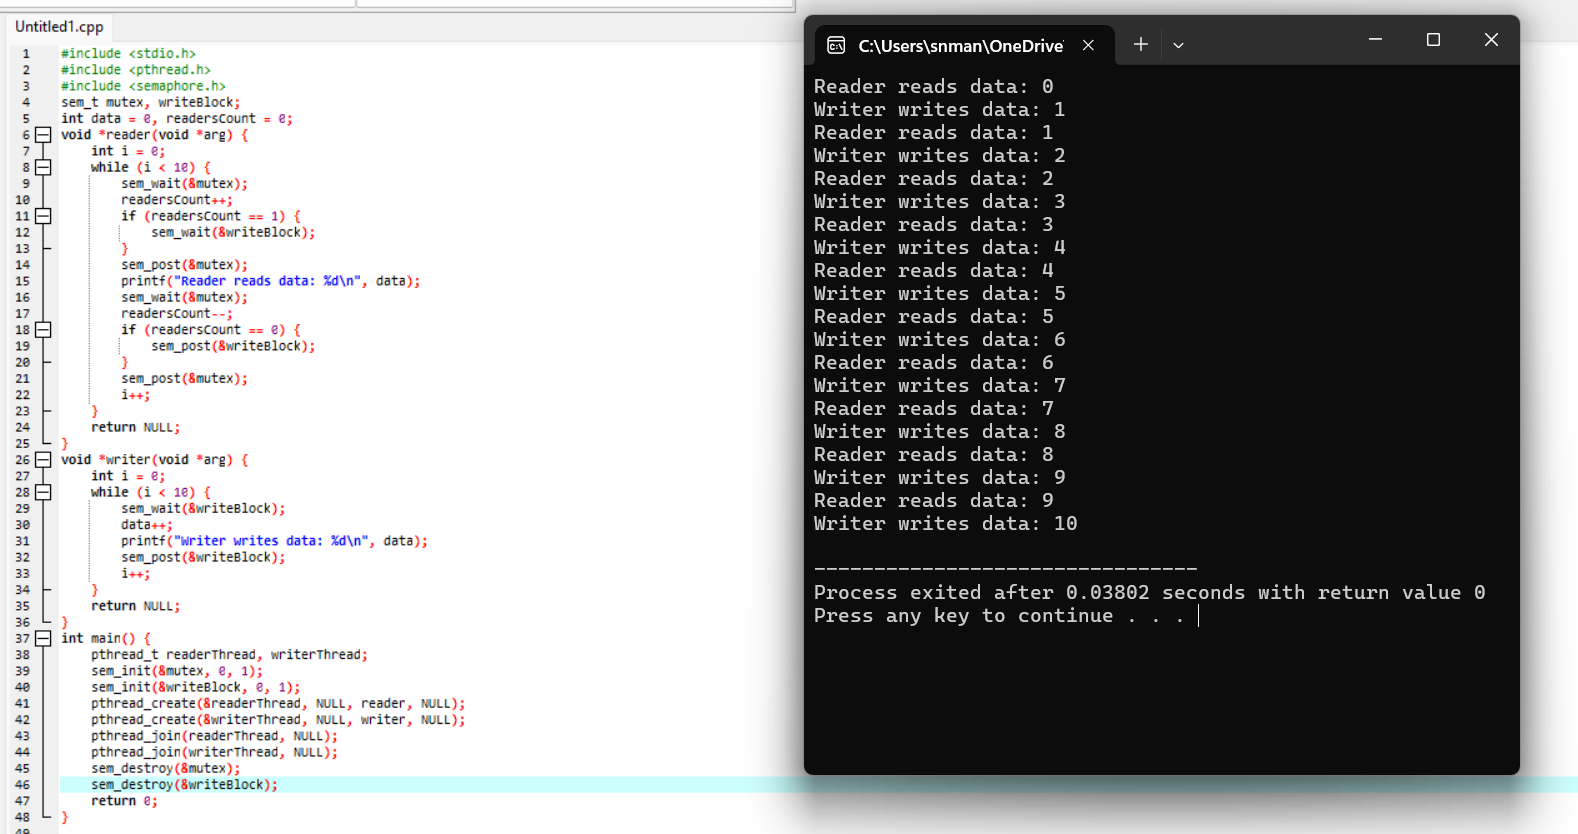 Untitled1.cpp
1 #include <stdio.h>
2 #include <pthread.h>
3 #include <semaphore.h>
4 sem_t mutex, writeBlock;
5 int data = 0, readersCount = 0;
6 void *reader(void *arg) {
7 int i = 0;
8 while (i < 10) {
9 sem_wait(&mutex);
10 readersCount++;
11 if (readersCount == 1) {
12 sem_wait(&writeBlock);
13 }
14 sem_post(&mutex);
15 printf("Reader reads data: %d\n", data);
16 sem_wait(&mutex);
17 readersCount--;
18 if (readersCount == 0) {
19 sem_post(&writeBlock);
20 }
21 sem_post(&mutex);
22 i++;
23 }
24 return NULL;
25 }
26 void *writer(void *arg) {
27 int i = 0;
28 while (i < 10) {
29 sem_wait(&writeBlock);
30 data++;
31 printf("Writer writes data: %d\n", data);
32 sem_post(&writeBlock);
33 i++;
34 }
35 return NULL;
36 }
37 int main() {
38 pthread_t readerThread, writerThread;
39 sem_init(&mutex, 0, 1);
40 sem_init(&writeBlock, 0, 1);
41 pthread_create(&readerThread, NULL, reader, NULL);
42 pthread_create(&writerThread, NULL, writer, NULL);
43 pthread_join(readerThread, NULL);
44 pthread_join(writerThread, NULL);
45 sem_destroy(&mutex);
46 sem_destroy(&writeBlock);
47 return 0;
48 }
49
C:\Users\snman\OneDrive
Reader reads data: 0
Writer writes data: 1
Reader reads data: 1
Writer writes data: 2
Reader reads data: 2
Writer writes data: 3
Reader reads data: 3
Writer writes data: 4
Reader reads data: 4
Writer writes data: 5
Reader reads data: 5
Writer writes data: 6
Reader reads data: 6
Writer writes data: 7
Reader reads data: 7
Writer writes data: 8
Reader reads data: 8
Writer writes data: 9
Reader reads data: 9
Writer writes data: 10
--------------------------------
Process exited after 0.03802 seconds with return value 0
Press any key to continue . . .